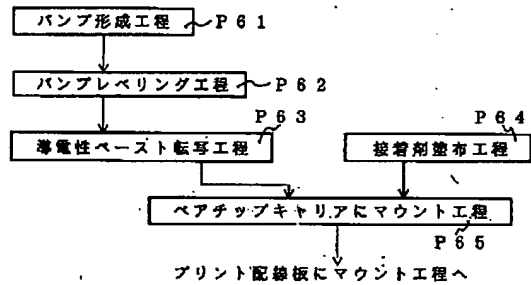 バンプ形成工程 P61
バンプレベリング工程 P62
P63 P64
導電性ペースト転写工程 接着剤塗布工程
ベアチップキャリアにマウント工程
P65
プリント配線板にマウント工程へ